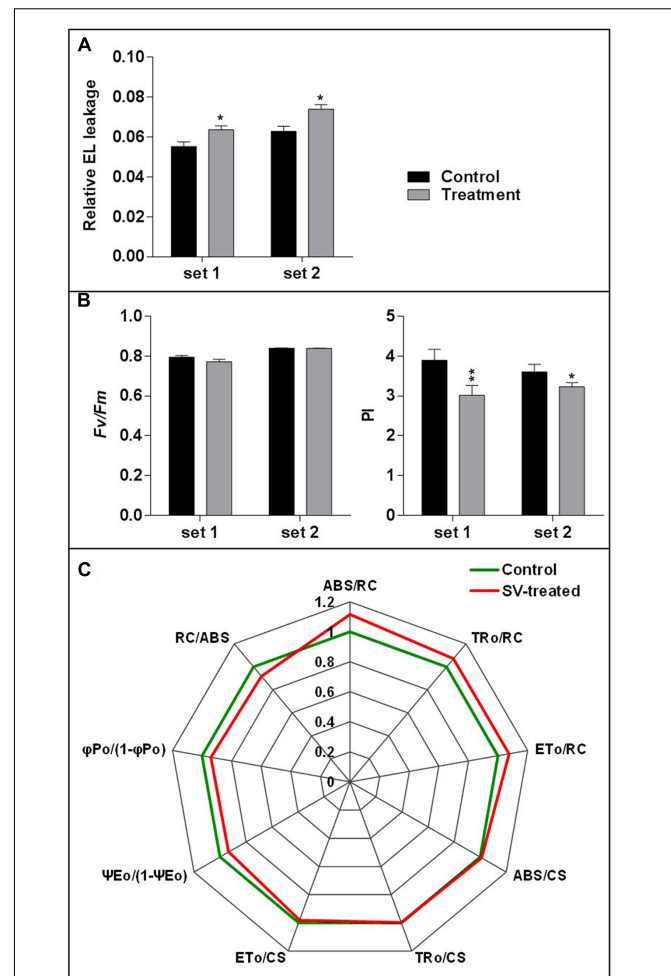 A
Relative EL leakage
0.10
0.08
0.06
0.04
0.02
0.00
*
*
set 1 set 2
Control
Treatment
B
Fv/Fm
1.0
0.8
0.6
0.4
0.2
0.0
set 1 set 2
PI
5
4
3
2
1
0
**
*
set 1 set 2
C
Control
SV-treated
ABS/RC
TRo/RC
ETo/RC
ABS/CS
TRo/CS
ETo/CS
ΨEo/(1-ΨEo)
φPo/(1-φPo)
RC/ABS
1.2
1
0.8
0.6
0.4
0.2
0